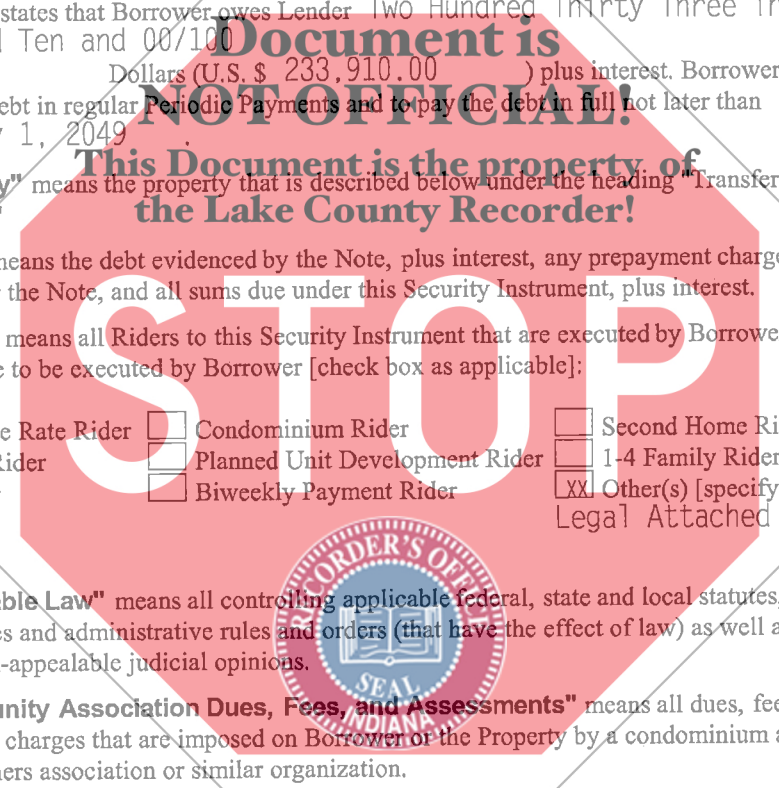 states that Borrower owes Lender Two Hundred Thirty Three
Ten and 00/100
Document is
Dollars (U.S. $ 233,910.00 ) plus interest. Borrower
ebt in regular Periodic Payments and to pay the debt in full not later than
NOT OFFICIAL!
1, 2049 .
This Document is the property of
y" means the property that is described below under the heading "Transfer
the Lake County Recorder!
means the debt evidenced by the Note, plus interest, any prepayment charge
the Note, and all sums due under this Security Instrument, plus interest.
means all Riders to this Security Instrument that are executed by Borrowe
e to be executed by Borrower [check box as applicable]:
STOP
e Rate Rider Condominium Rider Second Home Ri
Rider Planned Unit Development Rider 1-4 Family Rider
Biweekly Payment Rider XX Other(s) [specify
Legal Attached
RECORDER'S OFFICE
SEAL
INDIANA
ble Law" means all controlling applicable federal, state and local statutes,
es and administrative rules and orders (that have the effect of law) as well a
-appealable judicial opinions.
unity Association Dues, Fees, and Assessments" means all dues, fee
charges that are imposed on Borrower or the Property by a condominium a
ners association or similar organization.